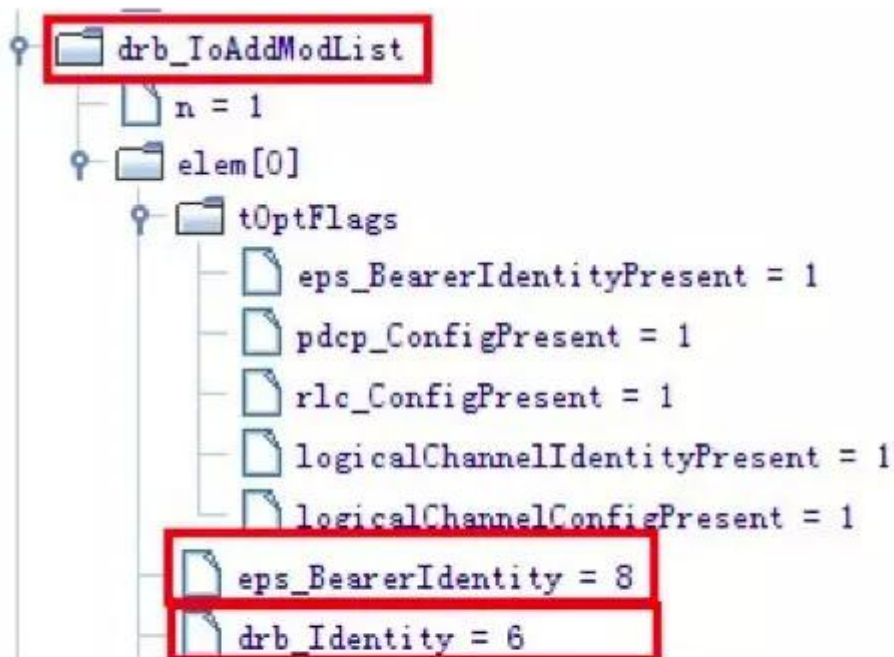 drb_ToAddModList
n = 1
elem[0]
tOptFlags
eps_BearerIdentityPresent = 1
pdcp_ConfigPresent = 1
rlc_ConfigPresent = 1
logicalChannelIdentityPresent = 1
logicalChannelConfigPresent = 1
eps_BearerIdentity = 8
drb_Identity = 6